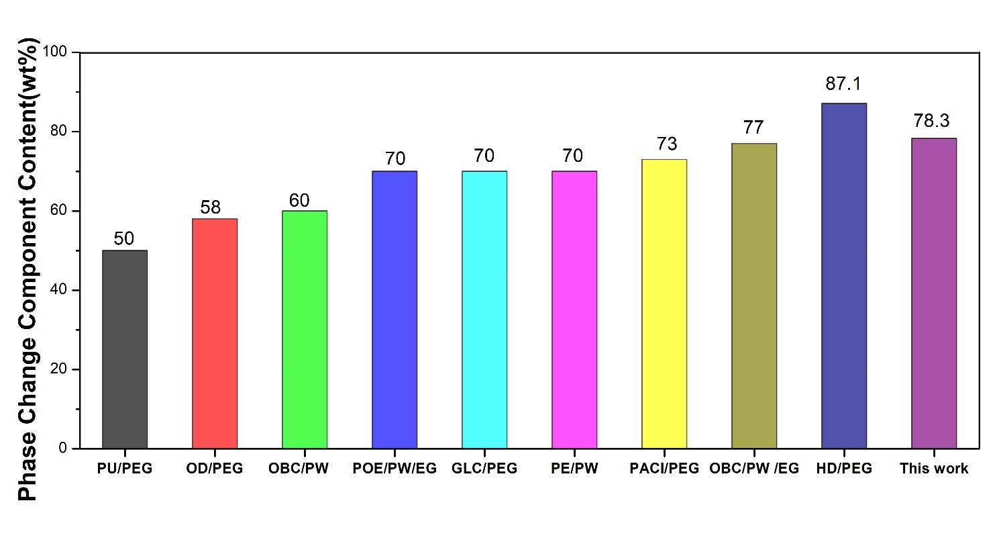 Phase Change Component Content(wt%)
100
80
60
40
20
0
50
58
60
70
70
70
73
77
87.1
78.3
PU/PEG
OD/PEG
OBC/PW
POE/PW/EG
GLC/PEG
PE/PW
PACI/PEG
OBC/PW /EG
HD/PEG
This work